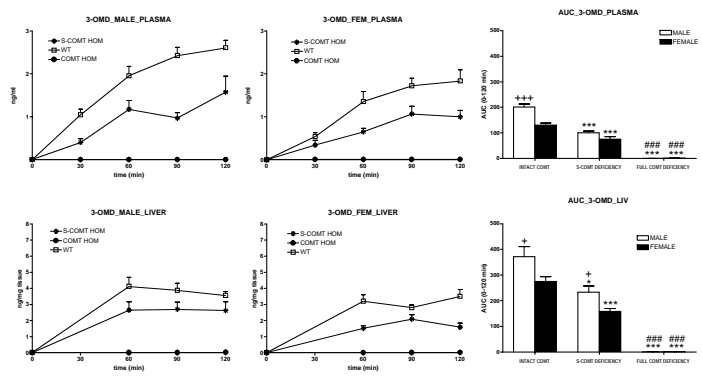 3-OMD_MALE_PLASMA
S-COMT HOM
WT
COMT HOM
ng/ml
3
2
1
0
0 30 60 90 120
time (min)
3-OMD_FEM_PLASMA
S-COMT HOM
WT
COMT HOM
ng/ml
3
2
1
0
0 30 60 90 120
time (min)
AUC_3-OMD_PLASMA
MALE
FEMALE
AUC (0-120 min)
500
400
300
200
100
0
+++
*** ***
### ###
*** ***
INTACT COMT S-COMT DEFICIENCY FULL COMT DEFICIENCY
3-OMD_MALE_LIVER
S-COMT HOM
COMT HOM
WT
ng/mg tissue
8
7
6
5
4
3
2
1
0
0 30 60 90 120
time (min)
3-OMD_FEM_LIVER
S-COMT HOM
COMT HOM
WT
ng/mg tissue
8
7
6
5
4
3
2
1
0
0 30 60 90 120
time (min)
AUC_3-OMD_LIV
MALE
FEMALE
AUC (0-120 min)
500
400
300
200
100
0
+
+
*
***
### ###
*** ***
INTACT COMT S-COMT DEFICIENCY FULL COMT DEFICIENCY